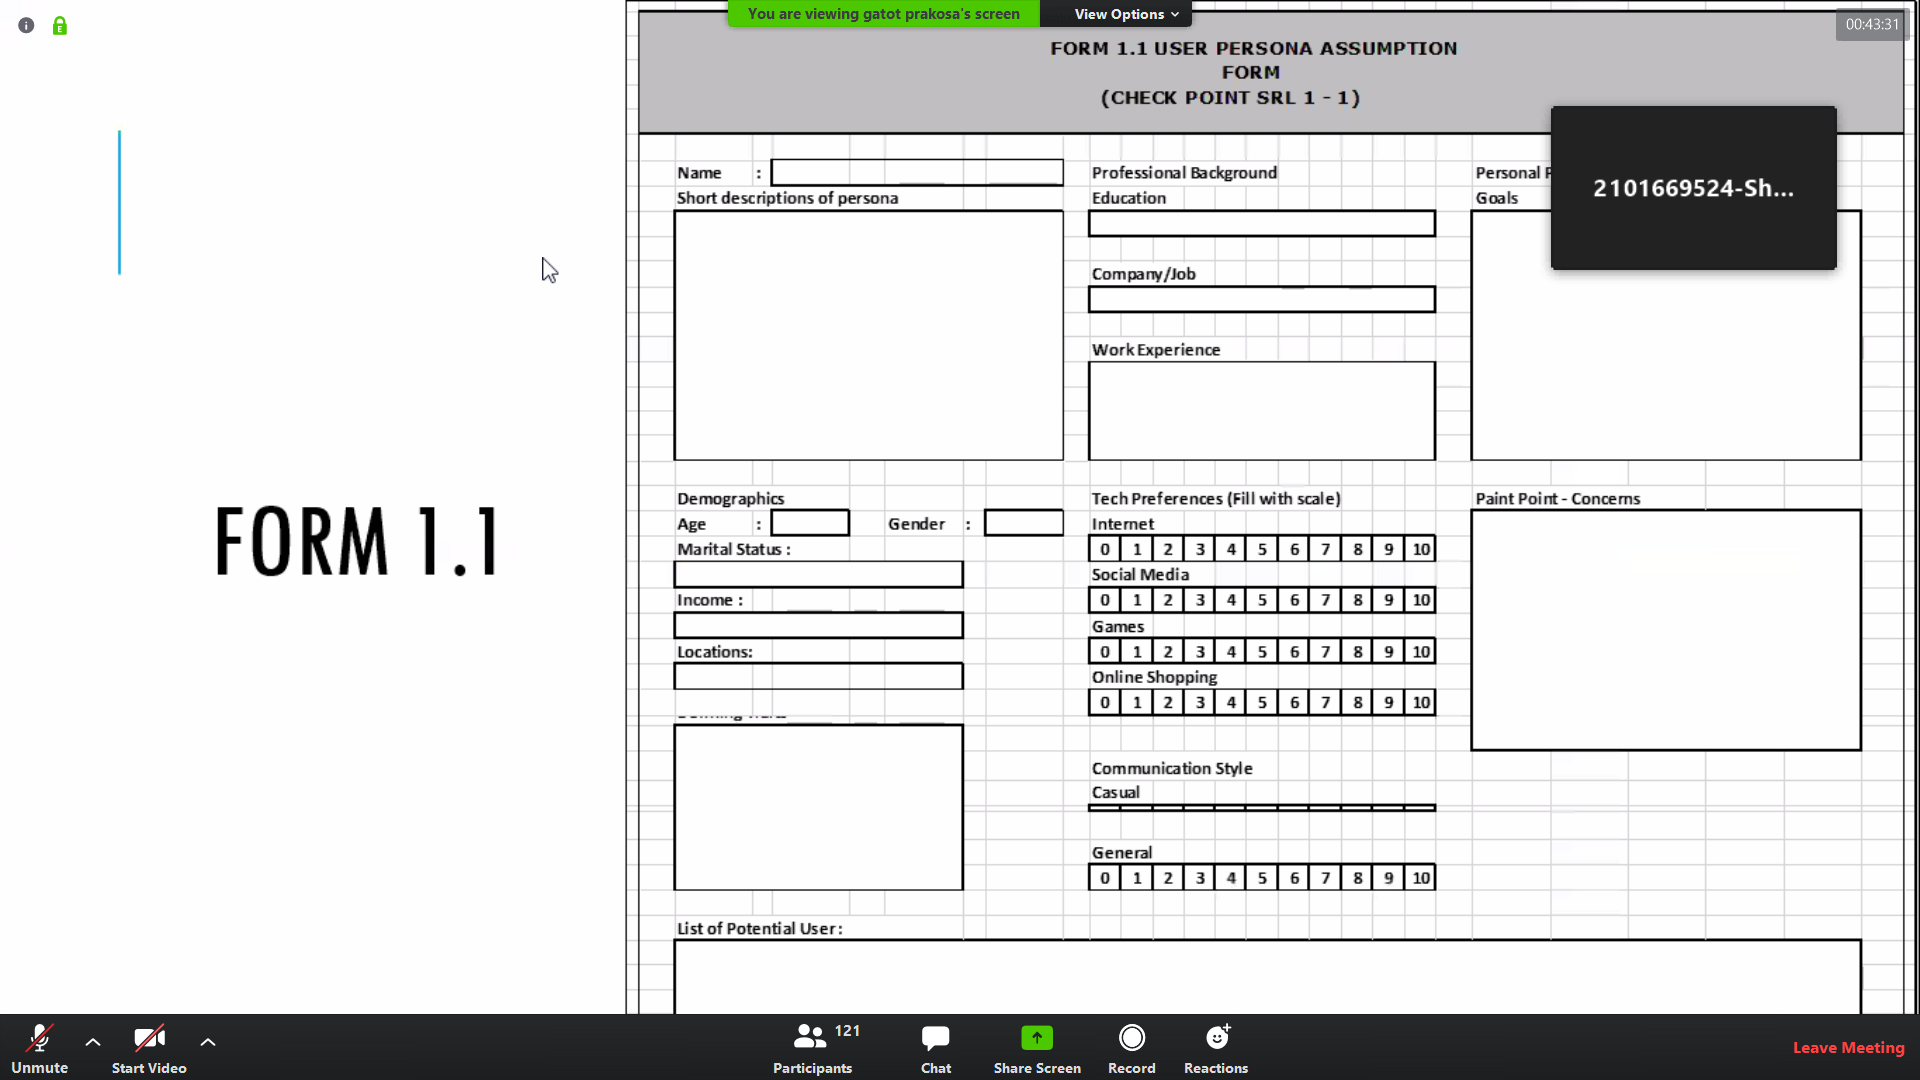 You are viewing gatot prakosa's screen
View Options
00:43:31
FORM 1.1 USER PERSONA ASSUMPTION
FORM
(CHECK POINT SRL 1 - 1)
2101669524-Sh...
FORM 1.1
Name :
Short descriptions of persona
Professional Background
Education
Company/Job
Work Experience
Personal
Goals
Demographics
Age : Gender :
Marital Status :
Income :
Locations:
Tech Preferences (Fill with scale)
Internet
0 1 2 3 4 5 6 7 8 9 10
Social Media
0 1 2 3 4 5 6 7 8 9 10
Games
0 1 2 3 4 5 6 7 8 9 10
Online Shopping
0 1 2 3 4 5 6 7 8 9 10
Communication Style
Casual
General
0 1 2 3 4 5 6 7 8 9 10
Paint Point - Concerns
List of Potential User :
Unmute
Start Video
121
Participants
Chat
Share Screen
Record
Reactions
Leave Meeting